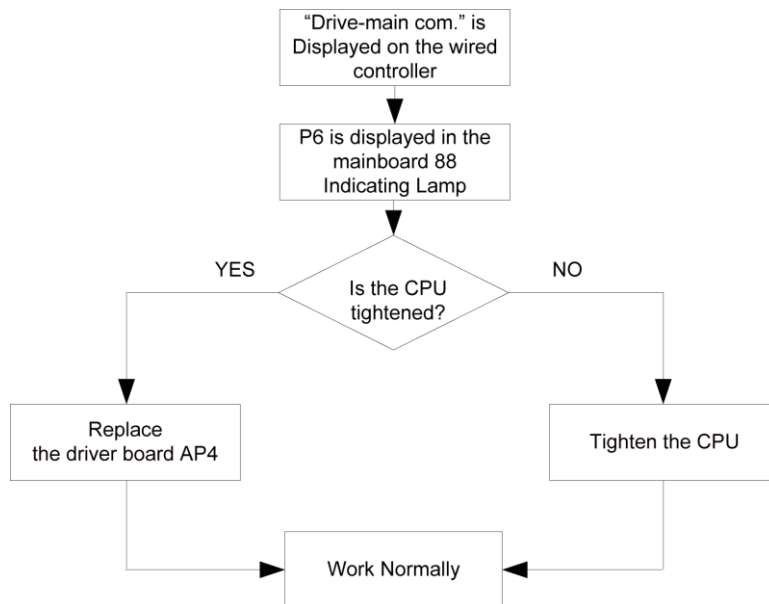 “Drive-main com.” is
Displayed on the wired
controller
P6 is displayed in the
mainboard 88
Indicating Lamp
YES
NO
Is the CPU
tightened?
Replace
the driver board AP4
Tighten the CPU
Work Normally